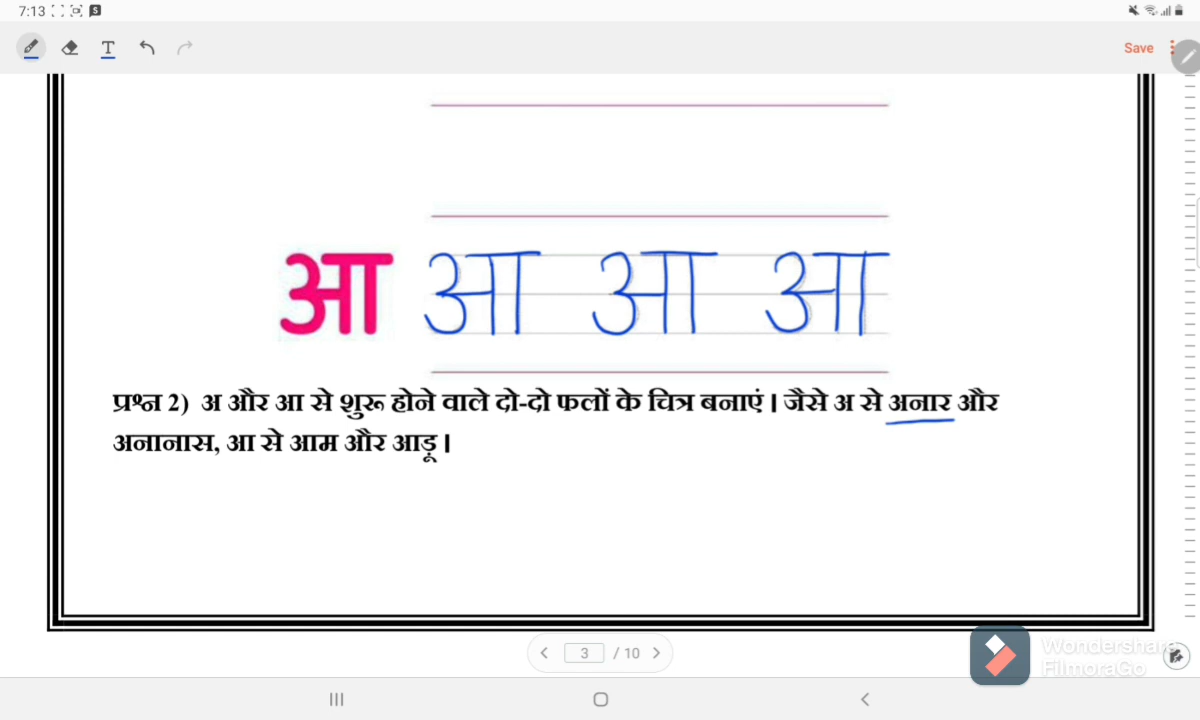 7:13
T
Save
आ आ आ आ
प्रश्न 2) अ और आ से शुरू होने वाले दो-दो फलों के चित्र बनाएं | जैसे अ से अनार और
अनानास, आ से आम और आड़ू |
3 / 10
Wondershare
FilmoraGo